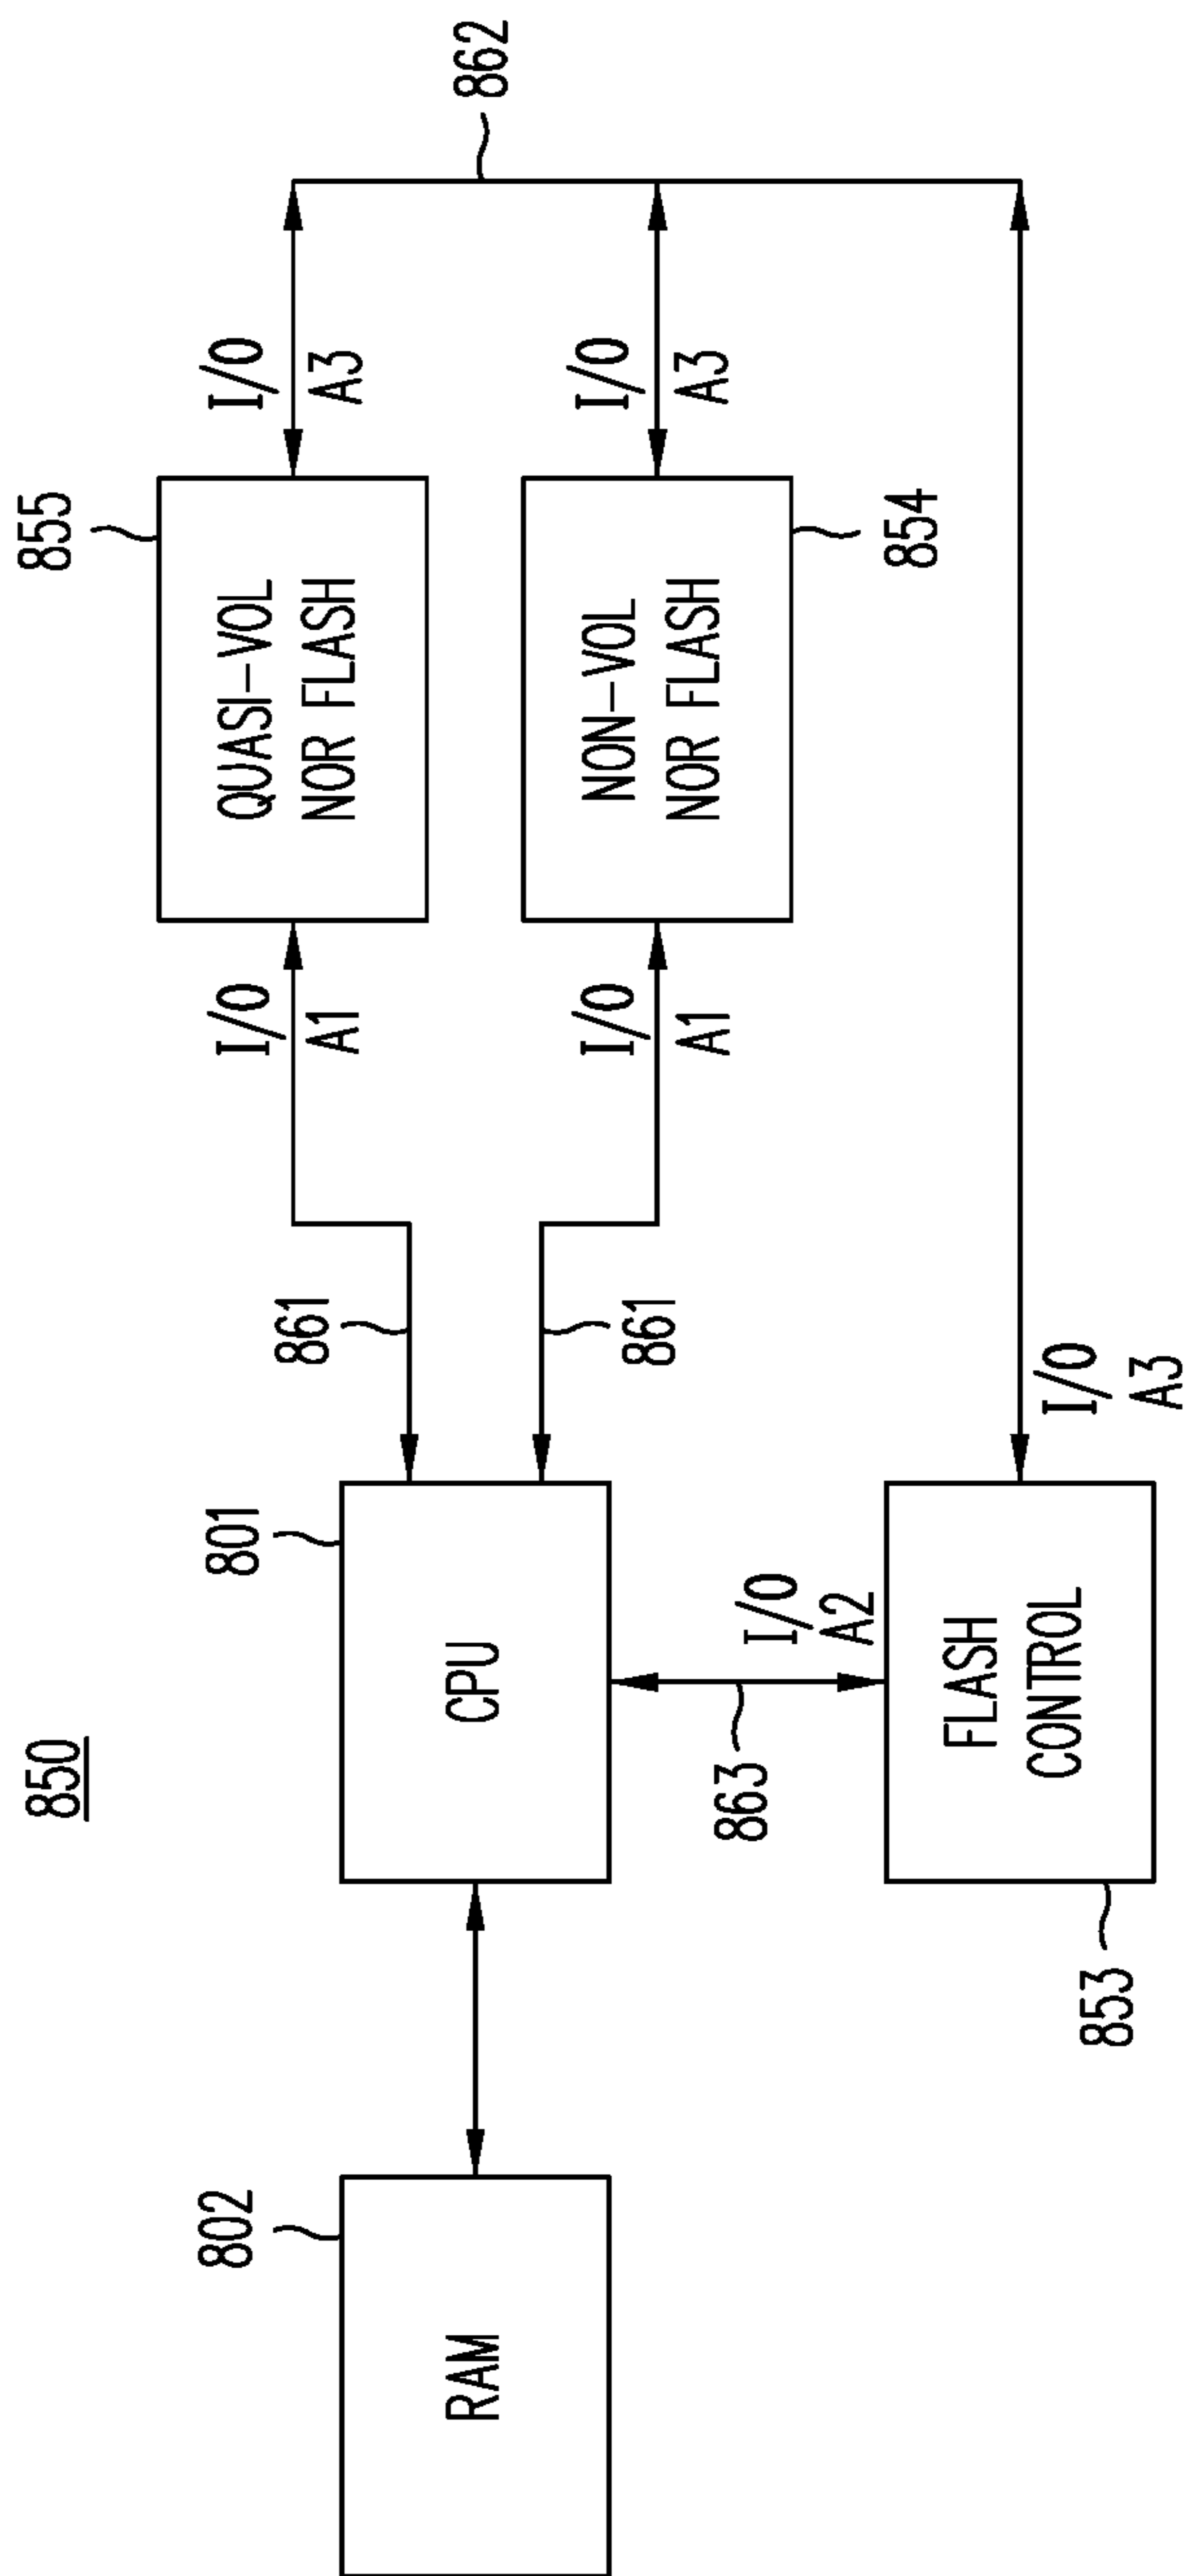 850
802
RAM
801
CPU
863
I/O
A2
853
FLASH
CONTROL
I/O
A3
861
861
I/O
A1
I/O
A1
855
QUASI-VOL
NOR FLASH
NON-VOL
NOR FLASH
854
I/O
A3
I/O
A3
862